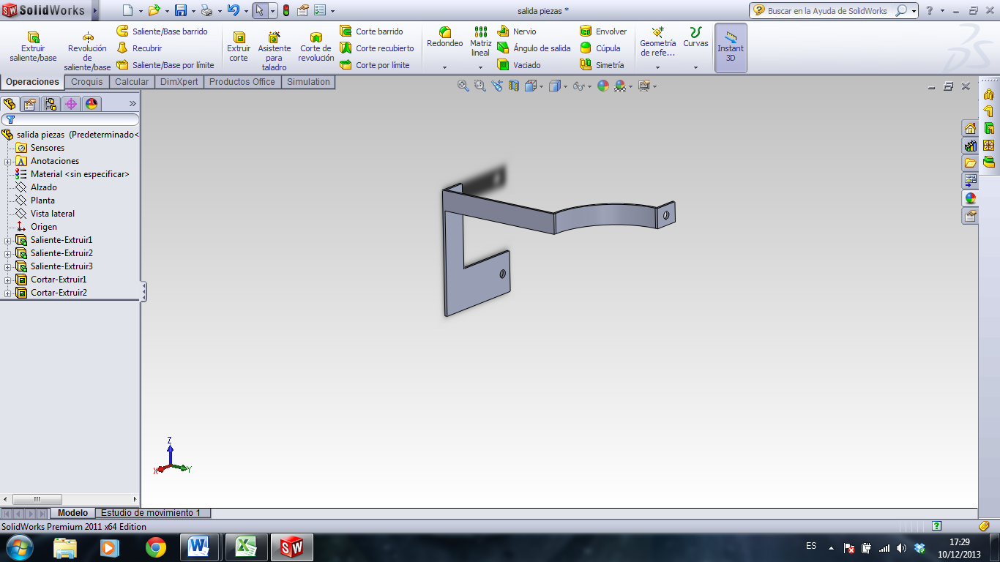 SolidWorks
salida piezas *
Buscar en la Ayuda de SolidWorks
?
Extruir
saliente/base
Revolución
de
saliente/base
Saliente/Base barrido
Recubrir
Saliente/Base por límite
Extruir
corte
Asistente
para
taladro
Corte de
revolución
Corte barrido
Corte recubierto
Corte por límite
Redondeo
Matriz
lineal
Nervio
Ángulo de salida
Vaciado
Envolver
Cúpula
Simetría
Geometría
de refe...
Curvas
Instant
3D
Operaciones
Croquis
Calcular
DimXpert
Productos Office
Simulation
»
salida piezas (Predeterminado<
Sensores
Anotaciones
Material <sin especificar>
Alzado
Planta
Vista lateral
Origen
Saliente-Extruir1
Saliente-Extruir2
Saliente-Extruir3
Cortar-Extruir1
Cortar-Extruir2
Z
X
Y
Modelo
Estudio de movimiento 1
SolidWorks Premium 2011 x64 Edition
ES
17:29
10/12/2013